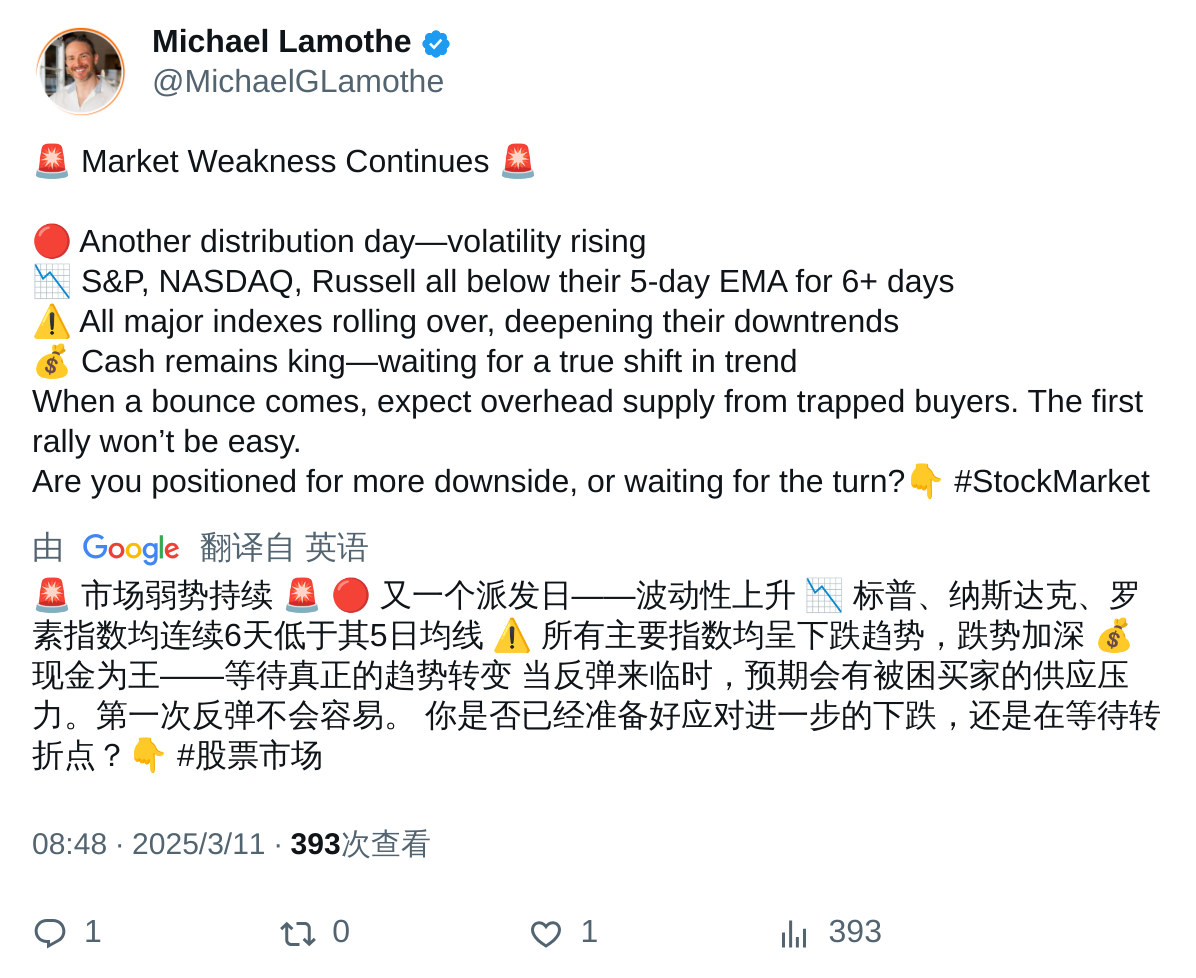 Michael Lamothe
@MichaelGLamothe
🚨 Market Weakness Continues 🚨
🔴 Another distribution day—volatility rising
📉 S&P, NASDAQ, Russell all below their 5-day EMA for 6+ days
⚠️ All major indexes rolling over, deepening their downtrends
💰 Cash remains king—waiting for a true shift in trend
When a bounce comes, expect overhead supply from trapped buyers. The first
rally won’t be easy.
Are you positioned for more downside, or waiting for the turn?👇 #StockMarket
由 Google 翻译自 英语
🚨 市场弱势持续 🚨 🔴 又一个派发日——波动性上升 📉 标普、纳斯达克、罗
素指数均连续6天低于其5日均线 ⚠️ 所有主要指数均呈下跌趋势，跌势加深 💰
现金为王——等待真正的趋势转变 当反弹来临时，预期会有被困买家的供应压
力。第一次反弹不会容易。 你是否已经准备好应对进一步的下跌，还是在等待转
折点？👇 #股票市场
08:48 · 2025/3/11 · 393次查看
1 0 1 393